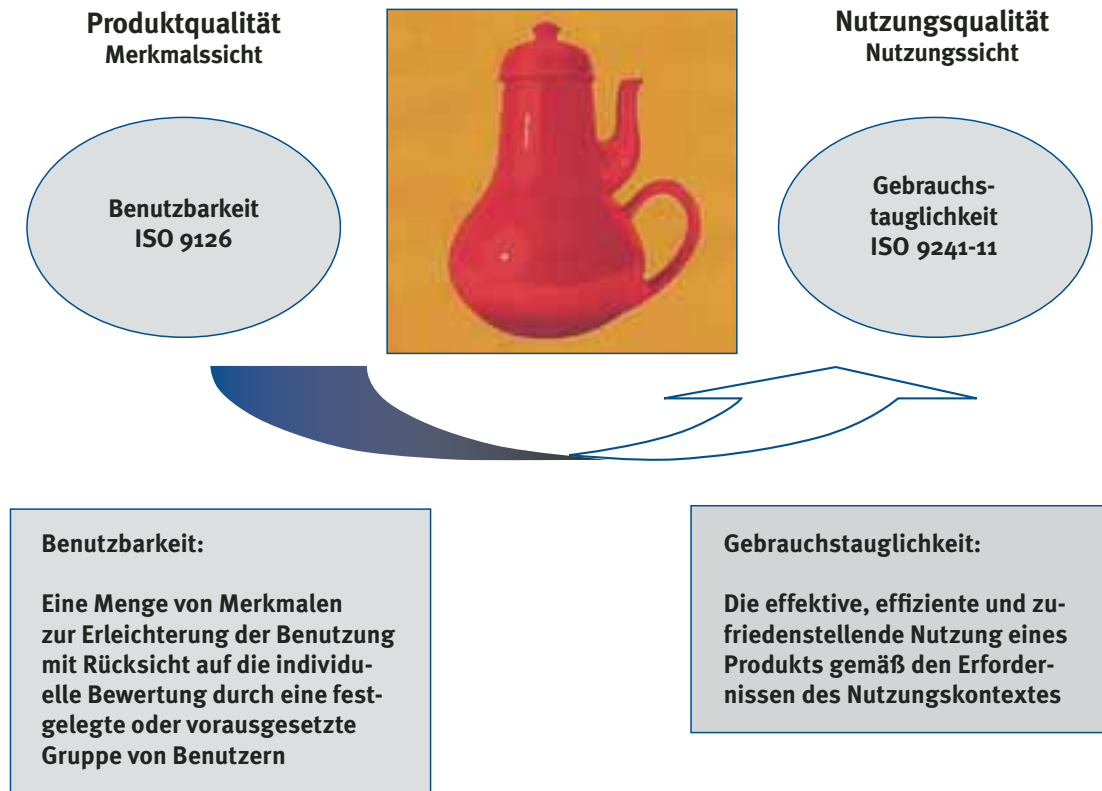 Produktqualität
Merkmalssicht
Nutzungsqualität
Nutzungssicht
Benutzbarkeit
ISO 9126
Gebrauchs-
tauglichkeit
ISO 9241-11
Benutzbarkeit:
Eine Menge von Merkmalen
zur Erleichterung der Benutzung
mit Rücksicht auf die individu-
elle Bewertung durch eine fest-
gelegte oder vorausgesetzte
Gruppe von Benutzern
Gebrauchstauglichkeit:
Die effektive, effiziente und zu-
friedenstellende Nutzung eines
Produkts gemäß den Erforder-
nissen des Nutzungskontextes